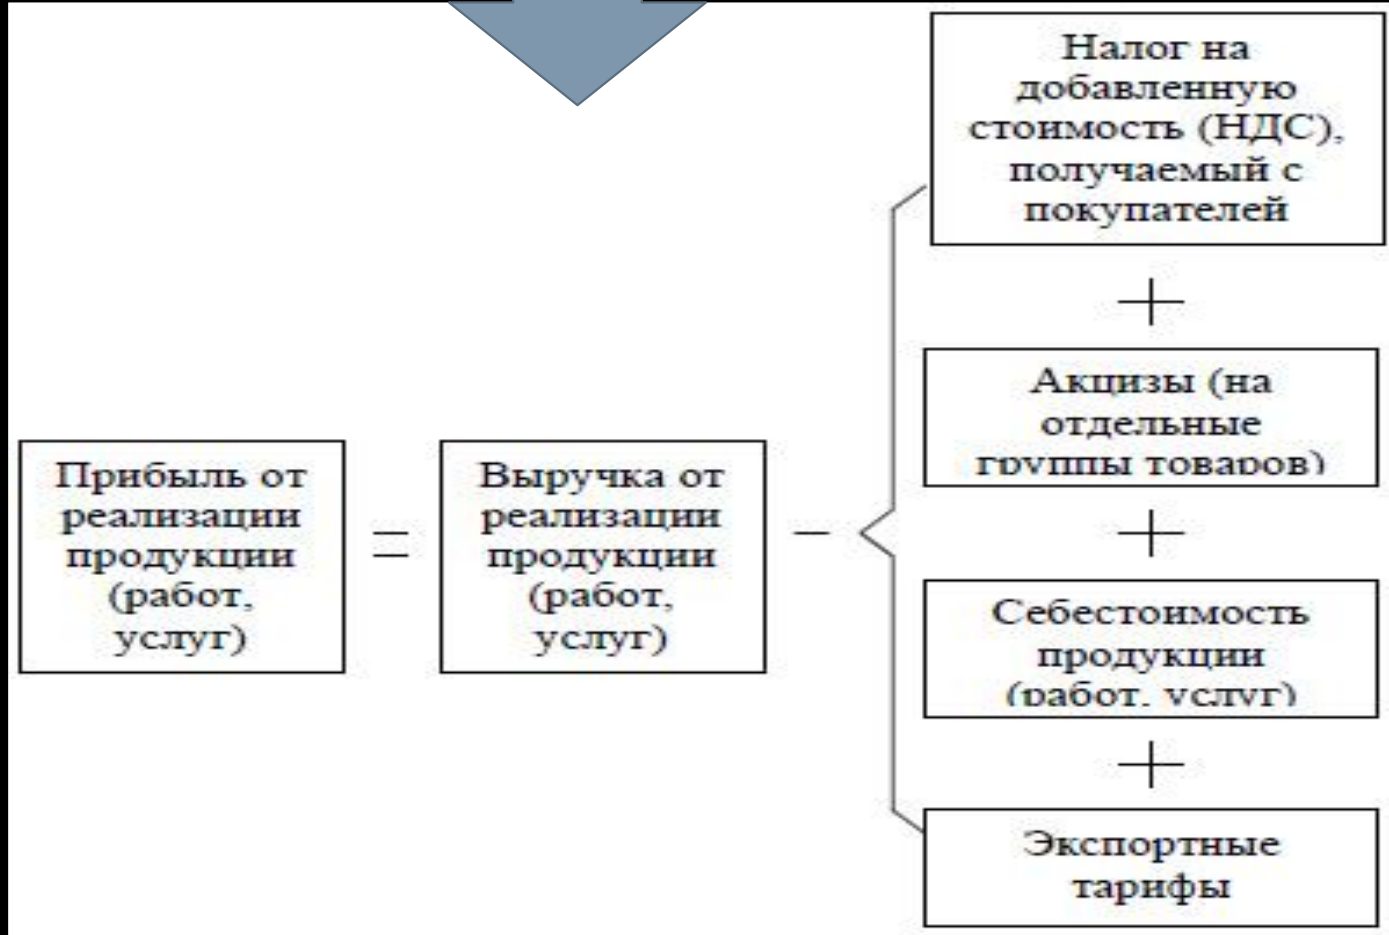 Налог на
добавленную
стоимость (НДС),
получаемый с
покупателей
+
Акцизы (на
отдельные
группы товаров)
+
Прибыль от
реализации
продукции
(работ,
услуг)
=
Выручка от
реализации
продукции
(работ,
услуг)
–
Себестоимость
продукции
(работ, услуг)
+
Экспортные
тарифы